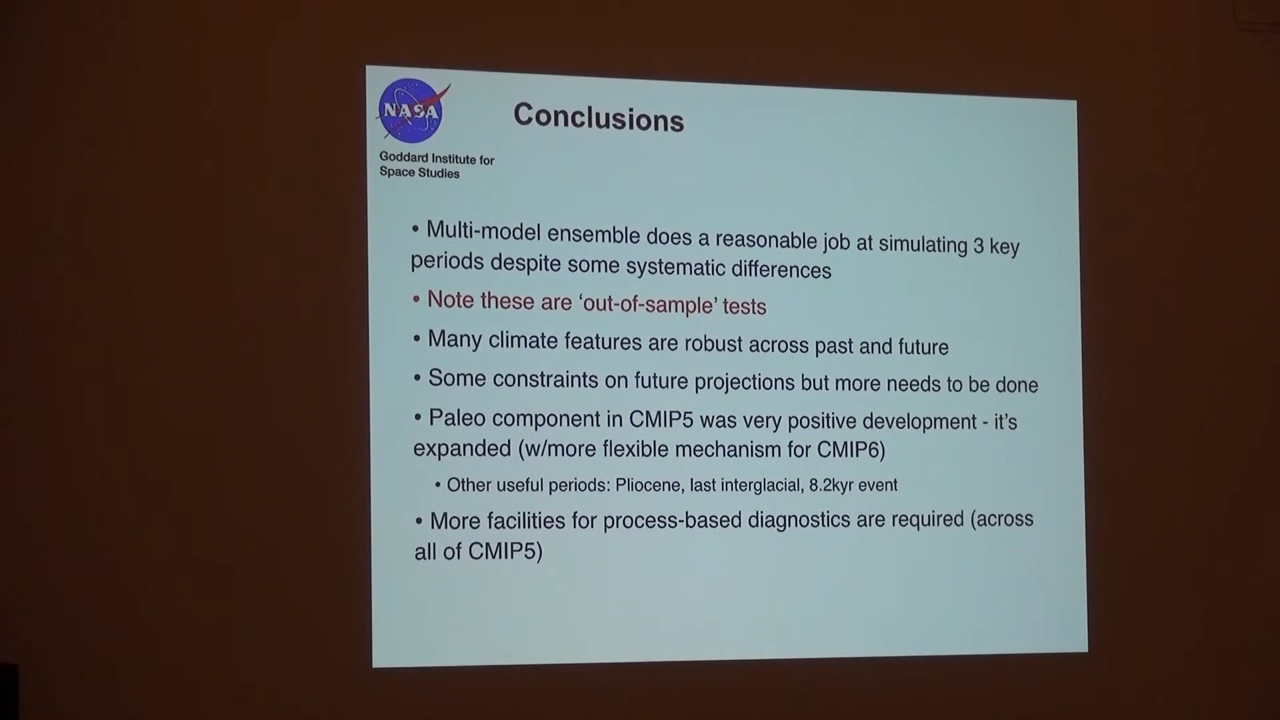 NASA
Goddard Institute for
Space Studies
Conclusions
• Multi-model ensemble does a reasonable job at simulating 3 key
periods despite some systematic differences
• Note these are ‘out-of-sample’ tests
• Many climate features are robust across past and future
• Some constraints on future projections but more needs to be done
• Paleo component in CMIP5 was very positive development - it’s
expanded (w/more flexible mechanism for CMIP6)
• Other useful periods: Pliocene, last interglacial, 8.2kyr event
• More facilities for process-based diagnostics are required (across
all of CMIP5)